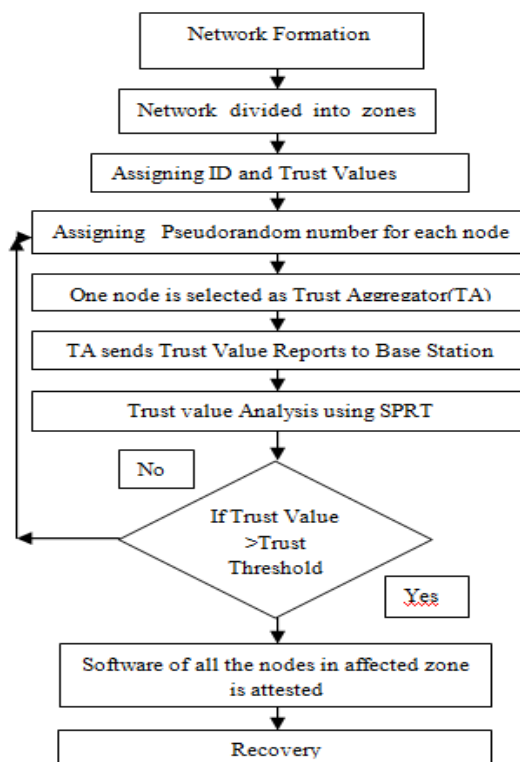 Network Formation
Network divided into zones
Assigning ID and Trust Values
Assigning Pseudorandom number for each node
One node is selected as Trust Aggregator(TA)
TA sends Trust Value Reports to Base Station
Trust value Analysis using SPRT
No
If Trust Value
>Trust
Threshold
Yes
Software of all the nodes in affected zone
is attested
Recovery